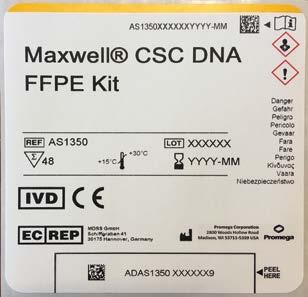 AS1350XXXXXXYYYY-MM
Maxwell® CSC DNA
FFPE Kit
Danger
Gefahr
Peligro
Pericolo
Gevaar
Fara
Fare
Perigo
Κίνδυνος
Vaara
Niebezpieczeństwo
REF AS1350
LOT XXXXXX
Σ 48
+15°C +30°C
YYYY-MM
IVD CE
EC REP
MDSS GmbH
Schiffgraben 41
30175 Hannover, Germany
Promega Corporation
2800 Woods Hollow Road
Madison, WI 53711-5399 USA
Promega
ADAS1350 XXXXXX9
PEEL
HERE